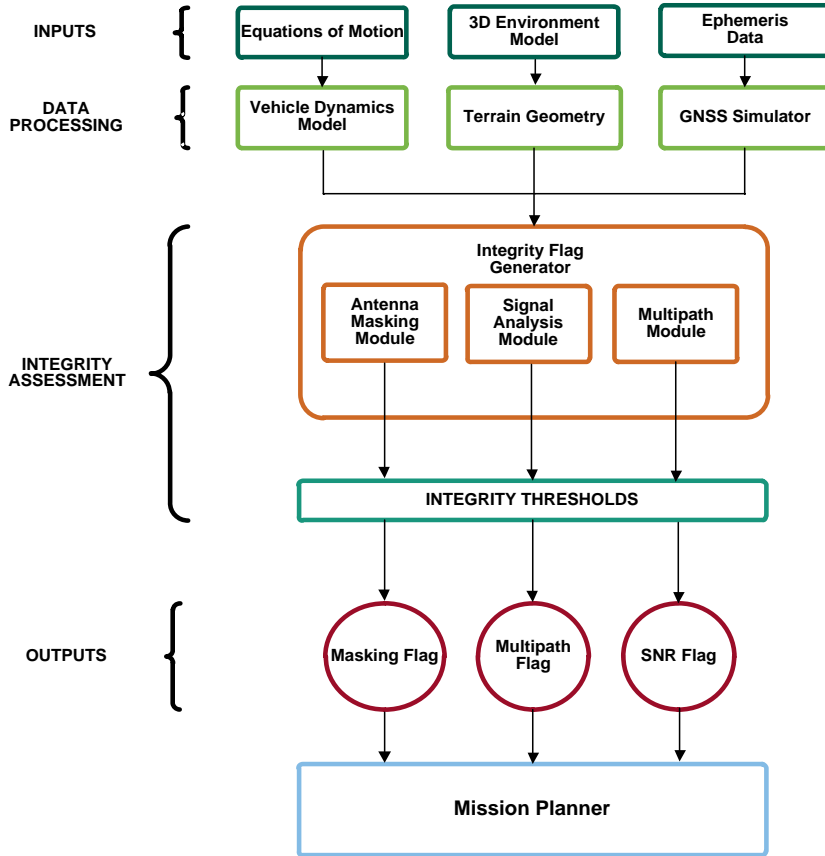 INPUTS
Equations of Motion
3D Environment
Model
Ephemeris
Data
DATA
PROCESSING
Vehicle Dynamics
Model
Terrain Geometry
GNSS Simulator
INTEGRITY
ASSESSMENT
Integrity Flag
Generator
Antenna
Masking
Module
Signal
Analysis
Module
Multipath
Module
INTEGRITY THRESHOLDS
OUTPUTS
Masking Flag
Multipath
Flag
SNR Flag
Mission Planner